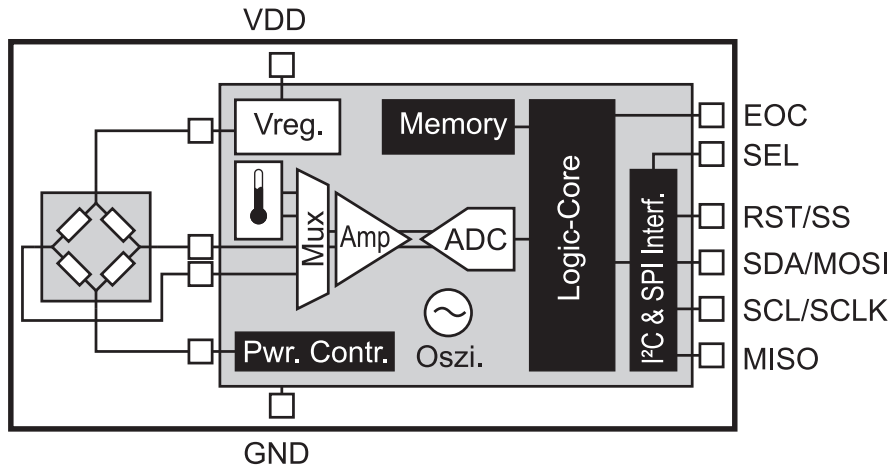 VDD
Vreg.
Memory
EOC
SEL
Mux
Amp
ADC
Logic-Core
I²C & SPI Interf.
RST/SS
SDA/MOSI
SCL/SCLK
MISO
Pwr. Contr.
Oszi.
GND